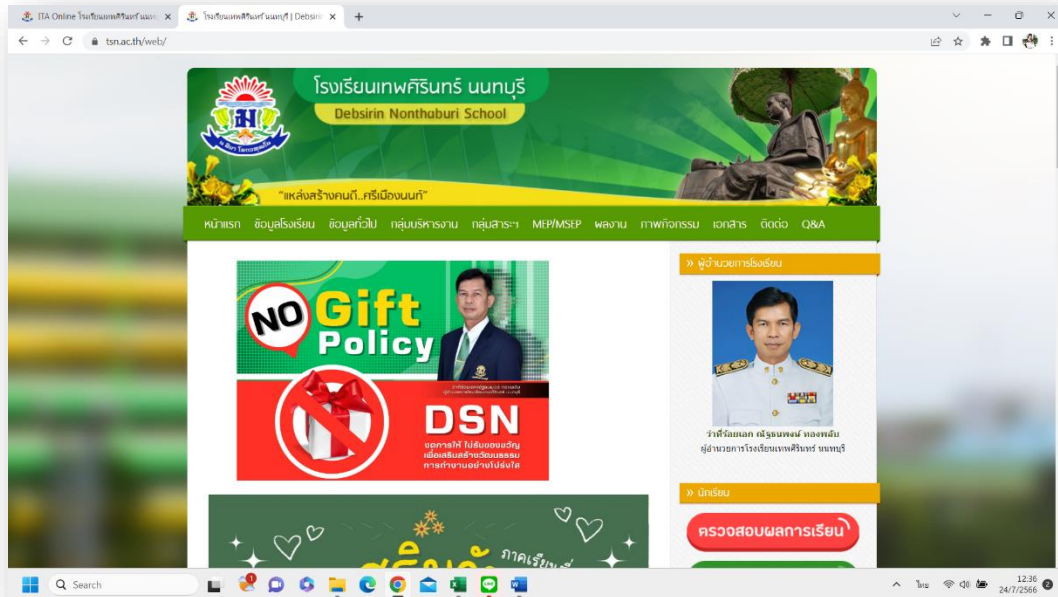 ITA Online โรงเรียนเทพศิรินทร์ นนท
โรงเรียนเทพศิรินทร์ นนทบุรี | Debsirin
tsn.ac.th/web/
โรงเรียนเทพศิรินทร์ นนทบุรี
Debsirin Nonthaburi School
"แหล่งสร้างคนดี..ศรีเมืองนนท์"
หน้าแรก ข้อมูลโรงเรียน ข้อมูลทั่วไป กลุ่มบริหารงาน กลุ่มสาระฯ MEP/MSEP ผลงาน ภาพกิจกรรม เอกสาร ติดต่อ Q&A
NO Gift
Policy
DSN
งดการให้ ไม่รับของขวัญ
เพื่อเสริมสร้างวัฒนธรรม
การทำงานอย่างโปร่งใส
» ผู้อำนวยการโรงเรียน
ว่าที่ร้อยเอก ณัฐธนพงษ์ ทองพลับ
ผู้อำนวยการโรงเรียนเทพศิรินทร์ นนทบุรี
» นักเรียน
ตรวจสอบผลการเรียน
ภาคเรียนที่
Search
ไทย
12:36
24/7/2566
2